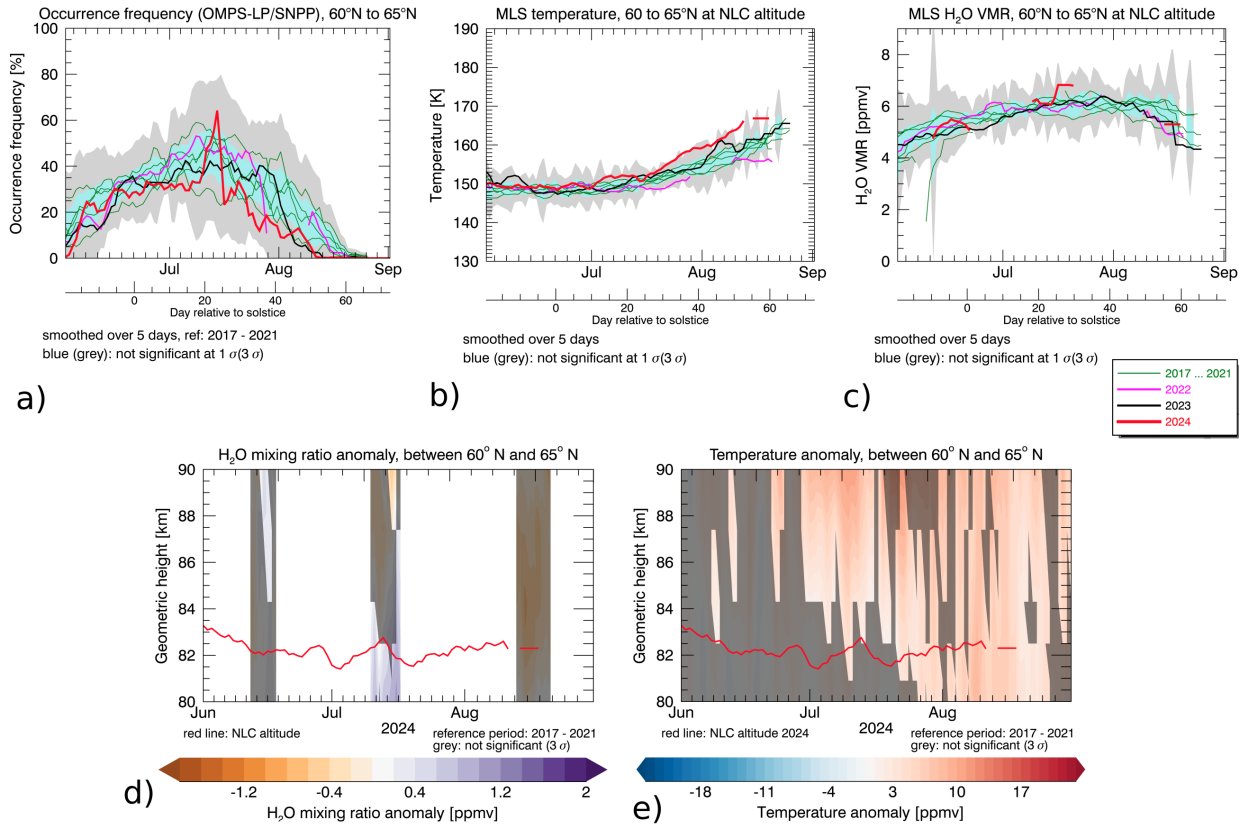 Occurrence frequency (OMPS-LP/SNPP), 60°N to 65°N
100
80
60
40
20
0
Occurrence frequency [%]
Jul Aug Sep
0 20 40 60
Day relative to solstice
smoothed over 5 days, ref: 2017 - 2021
blue (grey): not significant at 1 σ(3 σ)
a)
MLS temperature, 60 to 65°N at NLC altitude
190
180
170
160
150
140
130
Temperature [K]
Jul Aug Sep
0 20 40 60
Day relative to solstice
smoothed over 5 days
blue (grey): not significant at 1 σ(3 σ)
b)
MLS H₂O VMR, 60°N to 65°N at NLC altitude
8
6
4
2
0
H₂O VMR [ppmv]
Jul Aug Sep
0 20 40 60
Day relative to solstice
smoothed over 5 days
blue (grey): not significant at 1 σ(3 σ)
c)
2017 ... 2021
2022
2023
2024
H₂O mixing ratio anomaly, between 60° N and 65° N
90
88
86
84
82
80
Geometric height [km]
Jun Jul Aug
2024
red line: NLC altitude
reference period: 2017 - 2021
grey: not significant (3 σ)
-1.2 -0.4 0.4 1.2 2
H₂O mixing ratio anomaly [ppmv]
d)
Temperature anomaly, between 60° N and 65° N
90
88
86
84
82
80
Geometric height [km]
Jun Jul Aug
2024
red line: NLC altitude 2024
reference period: 2017 - 2021
grey: not significant (3 σ)
-18 -11 -4 3 10 17
Temperature anomaly [ppmv]
e)